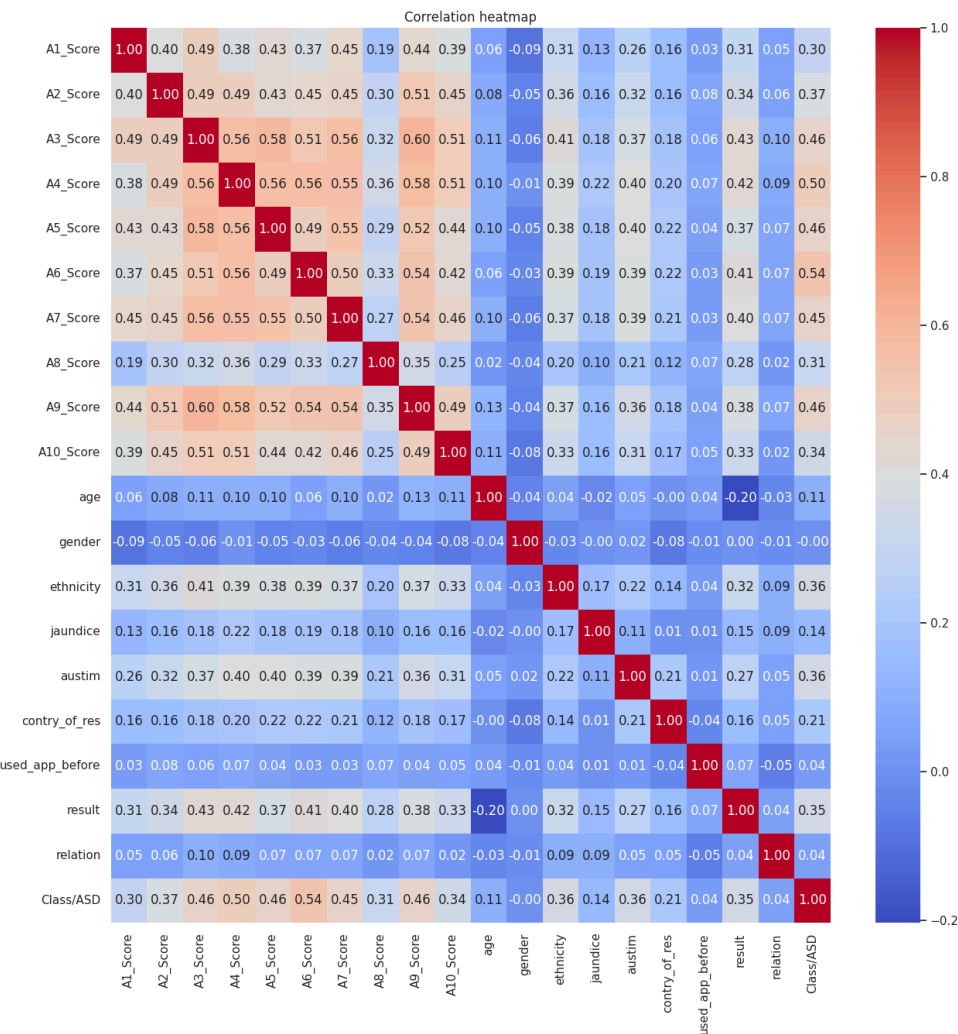 Correlation heatmap
A1_Score 1.00 0.40 0.49 0.38 0.43 0.37 0.45 0.19 0.44 0.39 0.06 -0.09 0.31 0.13 0.26 0.16 0.03 0.31 0.05 0.30
A2_Score 0.40 1.00 0.49 0.49 0.43 0.45 0.45 0.30 0.51 0.45 0.08 -0.05 0.36 0.16 0.32 0.16 0.08 0.34 0.06 0.37
A3_Score 0.49 0.49 1.00 0.56 0.58 0.51 0.56 0.32 0.60 0.51 0.11 -0.06 0.41 0.18 0.37 0.18 0.06 0.43 0.10 0.46
A4_Score 0.38 0.49 0.56 1.00 0.56 0.56 0.55 0.36 0.58 0.51 0.10 -0.01 0.39 0.22 0.40 0.20 0.07 0.42 0.09 0.50
A5_Score 0.43 0.43 0.58 0.56 1.00 0.49 0.55 0.29 0.52 0.44 0.10 -0.05 0.38 0.18 0.40 0.22 0.04 0.37 0.07 0.46
A6_Score 0.37 0.45 0.51 0.56 0.49 1.00 0.50 0.33 0.54 0.42 0.06 -0.03 0.39 0.19 0.39 0.22 0.03 0.41 0.07 0.54
A7_Score 0.45 0.45 0.56 0.55 0.55 0.50 1.00 0.27 0.54 0.46 0.10 -0.06 0.37 0.18 0.39 0.21 0.03 0.40 0.07 0.45
A8_Score 0.19 0.30 0.32 0.36 0.29 0.33 0.27 1.00 0.35 0.25 0.02 -0.04 0.20 0.10 0.21 0.12 0.07 0.28 0.02 0.31
A9_Score 0.44 0.51 0.60 0.58 0.52 0.54 0.54 0.35 1.00 0.49 0.13 -0.04 0.37 0.16 0.36 0.18 0.04 0.38 0.07 0.46
A10_Score 0.39 0.45 0.51 0.51 0.44 0.42 0.46 0.25 0.49 1.00 0.11 -0.08 0.33 0.16 0.31 0.17 0.05 0.33 0.02 0.34
age 0.06 0.08 0.11 0.10 0.10 0.06 0.10 0.02 0.13 0.11 1.00 -0.04 0.04 -0.02 0.05 -0.00 0.04 -0.20 -0.03 0.11
gender -0.09 -0.05 -0.06 -0.01 -0.05 -0.03 -0.06 -0.04 -0.04 -0.08 -0.04 1.00 -0.03 -0.00 0.02 -0.08 -0.01 0.00 -0.01 -0.00
ethnicity 0.31 0.36 0.41 0.39 0.38 0.39 0.37 0.20 0.37 0.33 0.04 -0.03 1.00 0.17 0.22 0.14 0.04 0.32 0.09 0.36
jaundice 0.13 0.16 0.18 0.22 0.18 0.19 0.18 0.10 0.16 0.16 -0.02 -0.00 0.17 1.00 0.11 0.01 0.01 0.15 0.09 0.14
austim 0.26 0.32 0.37 0.40 0.40 0.39 0.39 0.21 0.36 0.31 0.05 0.02 0.22 0.11 1.00 0.21 0.01 0.27 0.05 0.36
contry_of_res 0.16 0.16 0.18 0.20 0.22 0.22 0.21 0.12 0.18 0.17 -0.00 -0.08 0.14 0.01 0.21 1.00 -0.04 0.16 0.05 0.21
used_app_before 0.03 0.08 0.06 0.07 0.04 0.03 0.03 0.07 0.04 0.05 0.04 -0.01 0.04 0.01 0.01 -0.04 1.00 0.07 -0.05 0.04
result 0.31 0.34 0.43 0.42 0.37 0.41 0.40 0.28 0.38 0.33 -0.20 0.00 0.32 0.15 0.27 0.16 0.07 1.00 0.04 0.35
relation 0.05 0.06 0.10 0.09 0.07 0.07 0.07 0.02 0.07 0.02 -0.03 -0.01 0.09 0.09 0.05 0.05 -0.05 0.04 1.00 0.04
Class/ASD 0.30 0.37 0.46 0.50 0.46 0.54 0.45 0.31 0.46 0.34 0.11 -0.00 0.36 0.14 0.36 0.21 0.04 0.35 0.04 1.00
A1_Score A2_Score A3_Score A4_Score A5_Score A6_Score A7_Score A8_Score A9_Score A10_Score age gender ethnicity jaundice austim contry_of_res used_app_before result relation Class/ASD
1.0
0.8
0.6
0.4
0.2
0.0
−0.2